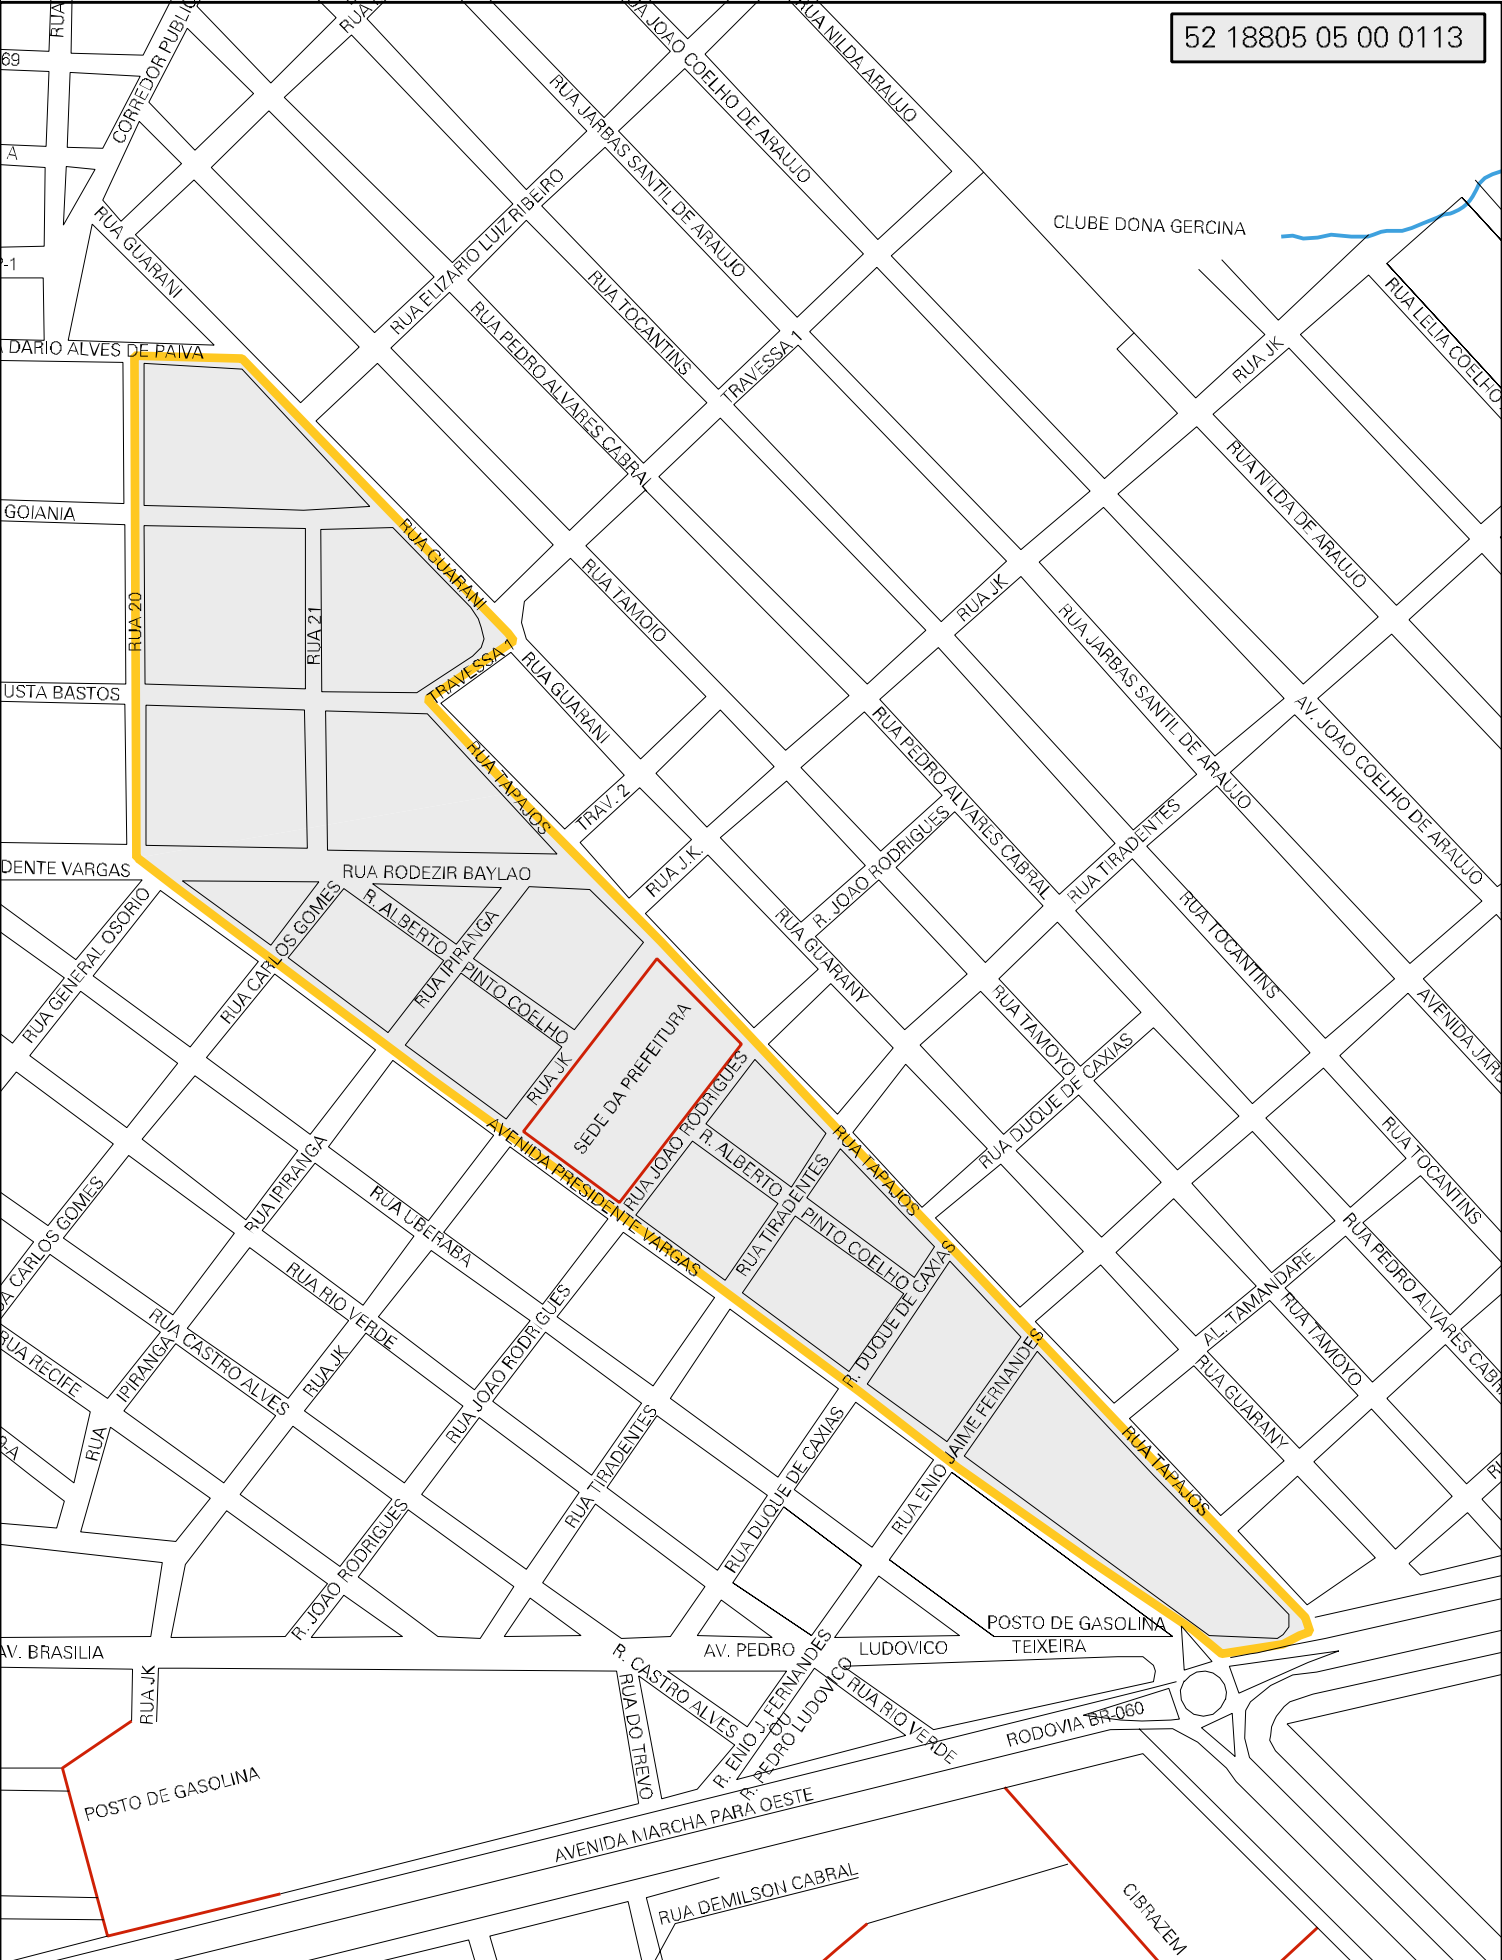 52 18805 05 00 0113
RUA
69
CORREDOR PUBLIC
RUA
UA JOAO COELHO DE ARAUJO
RUA NILDA ARAUJO
RUA JARBAS SANTIL DE ARAUJO
A
RUA GUARANI
RUA ELIZARIO LUIZ RIBEIRO
CLUBE DONA GERCINA
-1
RUA TOCANTINS
RUA LELIA COELHO
RUA PEDRO ALVARES CABRAL
TRAVESSA 1
RUA JK
DARIO ALVES DE PAIVA
GOIANIA
RUA NILDA DE ARAUJO
RUA GUARANI
RUA TAMOIO
RUA JK
RUA 20
RUA 21
RUA JARBAS SANTIL DE ARAUJO
TRAVESSA 1
RUA GUARANI
USTA BASTOS
AV. JOAO COELHO DE ARAUJO
RUA PEDRO ALVARES CABRAL
RUA TAPAJOS
TRAV. 2
R. JOAO RODRIGUES
RUA TIRADENTES
DENTE VARGAS
RUA RODEZIR BAYLAO
RUA J.K.
RUA GENERAL OSORIO
RUA CARLOS GOMES
R. ALBERTO
PINTO COELHO
RUA IPIRANGA
RUA GUARANY
RUA TOCANTINS
RUA TAMOYO
AVENIDA JARB
RUA JK
SEDE DA PREFEITURA
RUA JOAO RODRIGUES
RUA DUQUE DE CAXIAS
AVENIDA PRESIDENTE VARGAS
R. ALBERTO
PINTO COELHO
RUA TIRADENTES
RUA TAPAJOS
RUA TOCANTINS
RUA IPIRANGA
RUA CARLOS GOMES
RUA UBERABA
RUA RIO VERDE
R. DUQUE DE CAXIAS
AL. TAMANDARE
RUA PEDRO ALVARES CABR
RUA TAMOYO
RUA CASTRO ALVES
RUA RECIFE
IPIRANGA
RUA
RUA JK
RUA JOAO RODRIGUES
RUA ENIO JAIME FERNANDES
RUA GUARANY
RUA TAPAJOS
RUA TIRADENTES
RUA DUQUE DE CAXIAS
-A
R. JOAO RODRIGUES
POSTO DE GASOLINA
AV. BRASILIA
AV. PEDRO
LUDOVICO
TEIXEIRA
RUA JK
R. CASTRO ALVES
RUA DO TREVO
R. ENIO J. FERNANDES
OU
R. PEDRO LUDOVICO
RUA RIO VERDE
RODOVIA BR-060
POSTO DE GASOLINA
AVENIDA MARCHA PARA OESTE
RUA DEMILSON CABRAL
CIBRAZEM